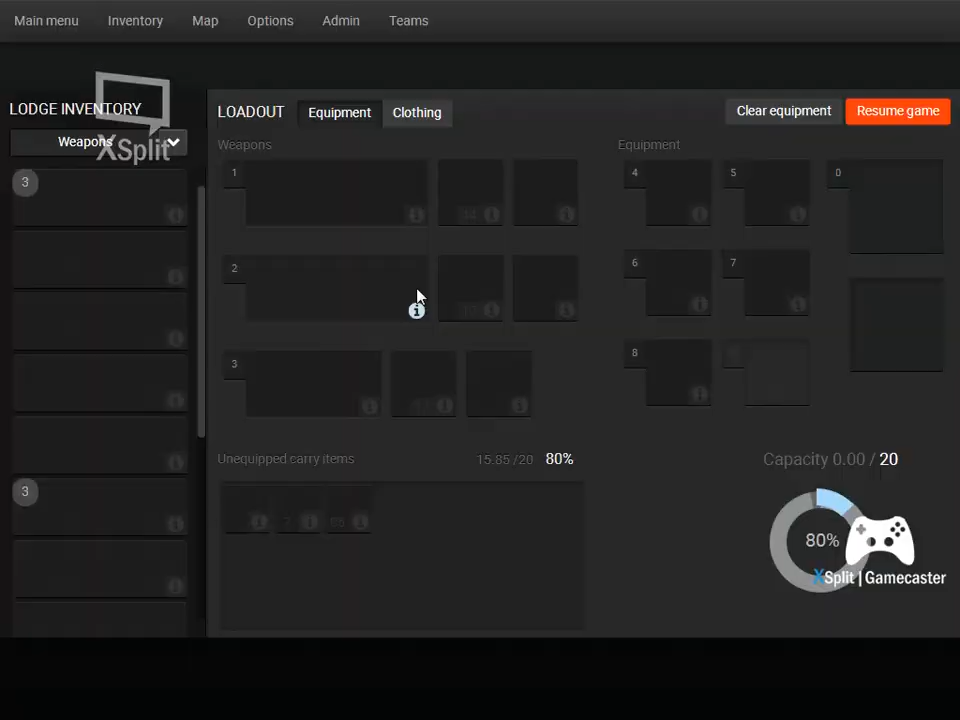 Main menu
Inventory
Map
Options
Admin
Teams
LODGE INVENTORY
Weapons
XSplit
3
3
LOADOUT
Equipment
Clothing
Clear equipment
Resume game
Weapons
Equipment
1
2
3
4
5
0
6
7
8
Unequipped carry items
15.85 /20
80%
Capacity 0.00 / 20
80%
XSplit | Gamecaster